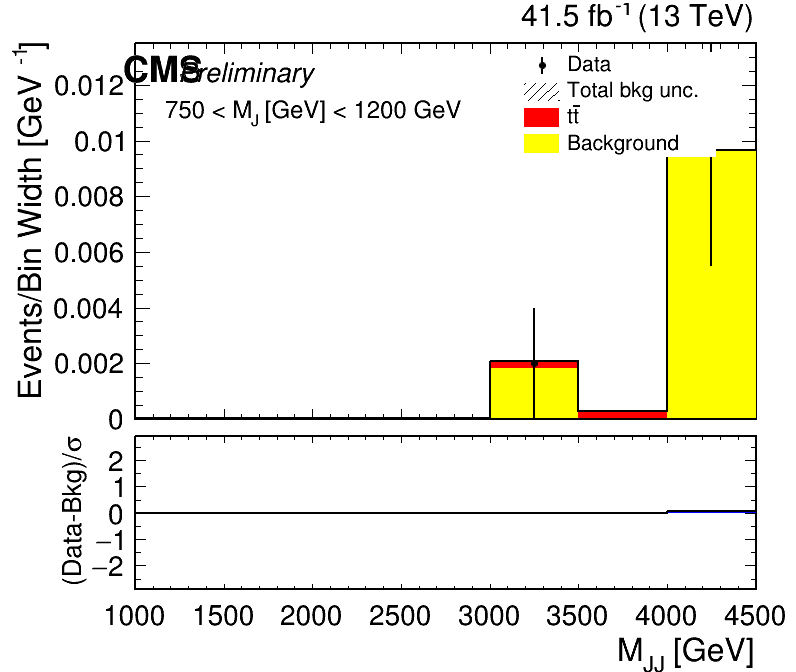 41.5 fb⁻¹ (13 TeV)
CMS Preliminary
750 < M_J [GeV] < 1200 GeV
Data
Total bkg unc.
tt̄
Background
Events/Bin Width [GeV⁻¹]
0.012
0.01
0.008
0.006
0.004
0.002
0
(Data-Bkg)/σ
2
1
0
−1
−2
1000 1500 2000 2500 3000 3500 4000 4500
M_JJ [GeV]